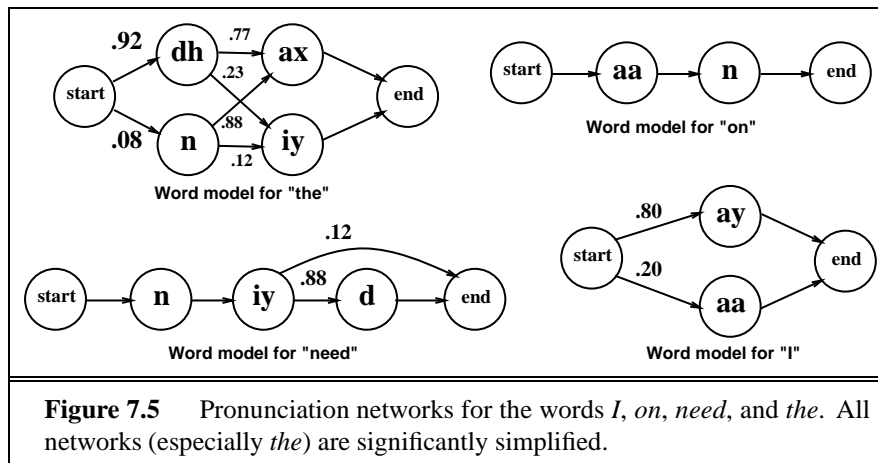 .92
dh
.77
ax
start
.23
end
.08
n
.88
iy
.12
Word model for "the"
start
aa
n
end
Word model for "on"
start
n
iy
.88
d
end
.12
Word model for "need"
start
.80
ay
.20
aa
end
Word model for "I"
Figure 7.5 Pronunciation networks for the words I, on, need, and the. All
networks (especially the) are significantly simplified.